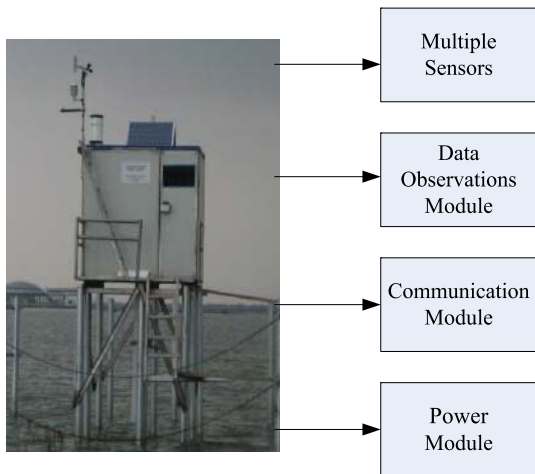 Multiple
Sensors
Data
Observations
Module
Communication
Module
Power
Module